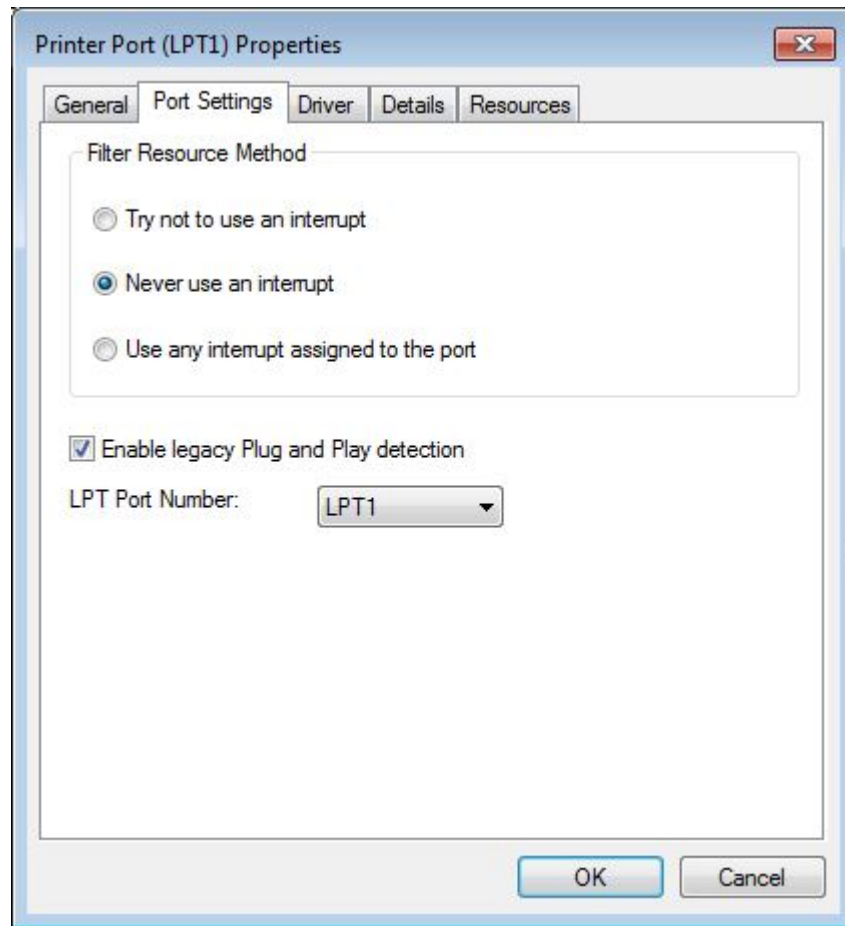 Printer Port (LPT1) Properties
General Port Settings Driver Details Resources
Filter Resource Method
Try not to use an interrupt
Never use an interrupt
Use any interrupt assigned to the port
Enable legacy Plug and Play detection
LPT Port Number: LPT1
OK Cancel